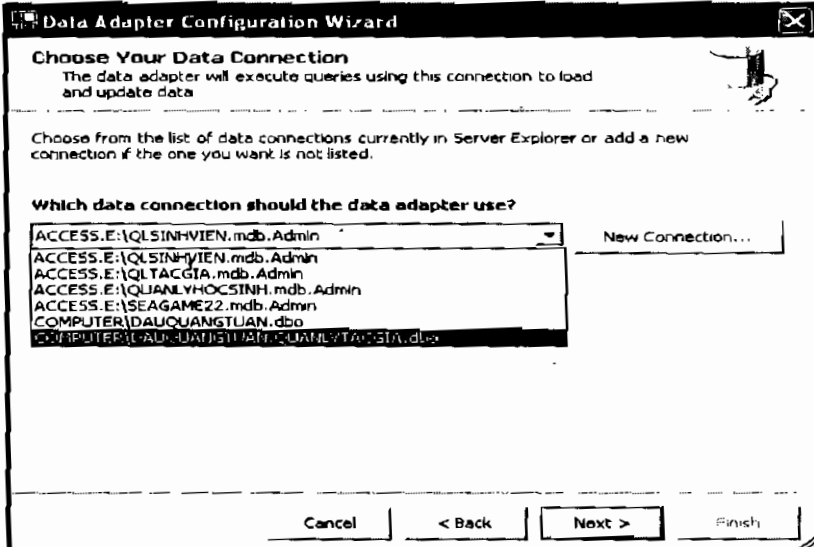 Data Adapter Configuration Wizard
Choose Your Data Connection
The data adapter will execute queries using this connection to load
and update data
Choose from the list of data connections currently in Server Explorer or add a new
connection if the one you want is not listed.
Which data connection should the data adapter use?
ACCESS.E:\QLSINHVIEN.mdb.Admin
New Connection...
ACCESS.E:\QLSINHVIEN.mdb.Admin
ACCESS.E:\QLTACGIA.mdb.Admin
ACCESS.E:\QUANLYHOCSINH.mdb.Admin
ACCESS.E:\SEAGAME22.mdb.Admin
COMPUTER\DAUQUANGTUAN.dbo
COMPUTER\DAUQUANGTUAN.QUANLYTACGIA.dbo
Cancel
< Back
Next >
Finish